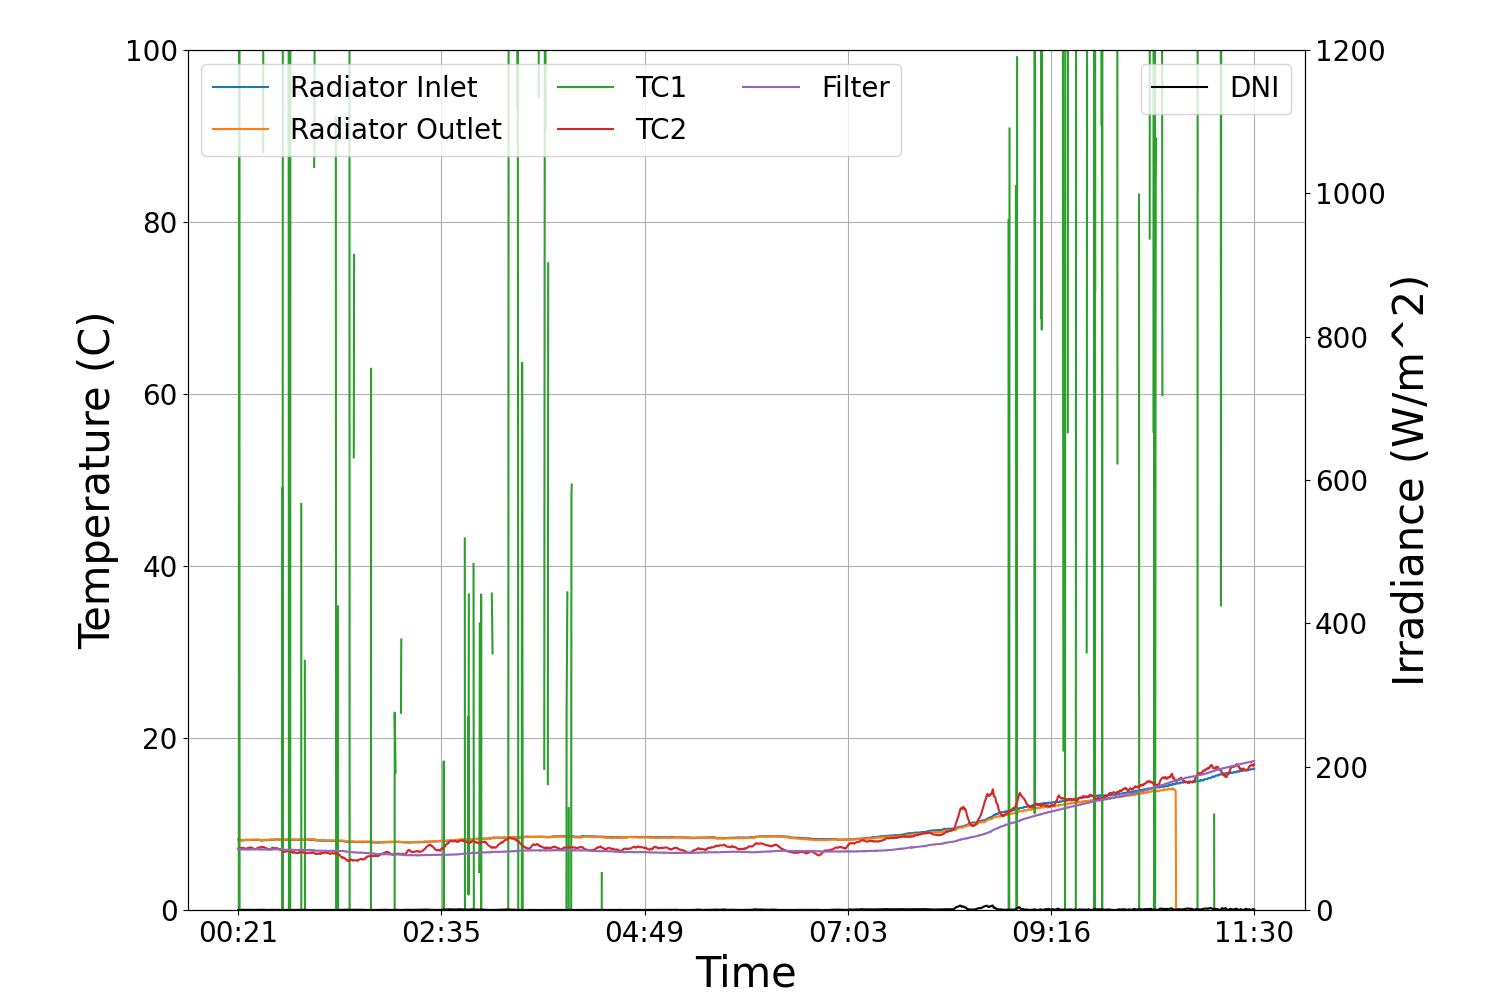 100
80
60
40
20
0
Temperature (C)
Radiator Inlet
Radiator Outlet
TC1
TC2
Filter
DNI
1200
1000
800
600
400
200
0
Irradiance (W/m^2)
00:21
02:35
04:49
07:03
09:16
11:30
Time